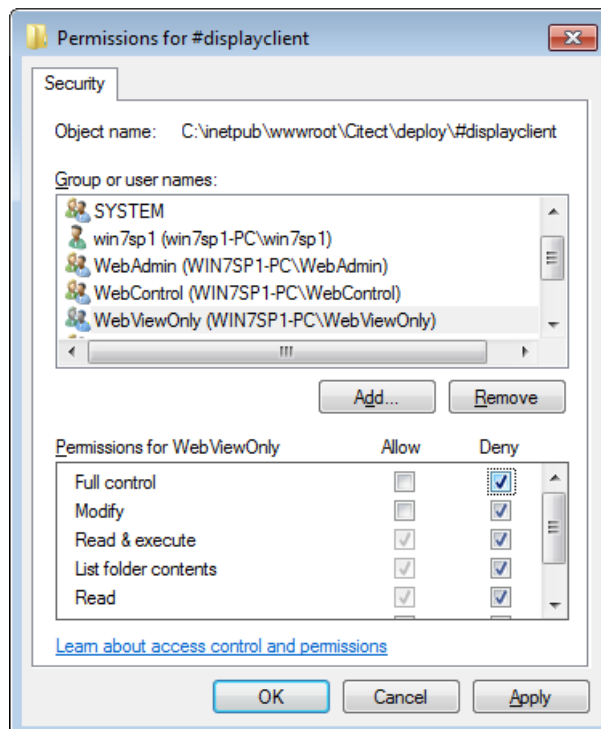 Permissions for #displayclient
Security
Object name: C:\inetpub\wwwroot\Citect\deploy\#displayclient
Group or user names:
SYSTEM
win7sp1 (win7sp1-PC\win7sp1)
WebAdmin (WIN7SP1-PC\WebAdmin)
WebControl (WIN7SP1-PC\WebControl)
WebViewOnly (WIN7SP1-PC\WebViewOnly)
Add... Remove
Permissions for WebViewOnly Allow Deny
Full control
Modify
Read & execute
List folder contents
Read
Learn about access control and permissions
OK Cancel Apply